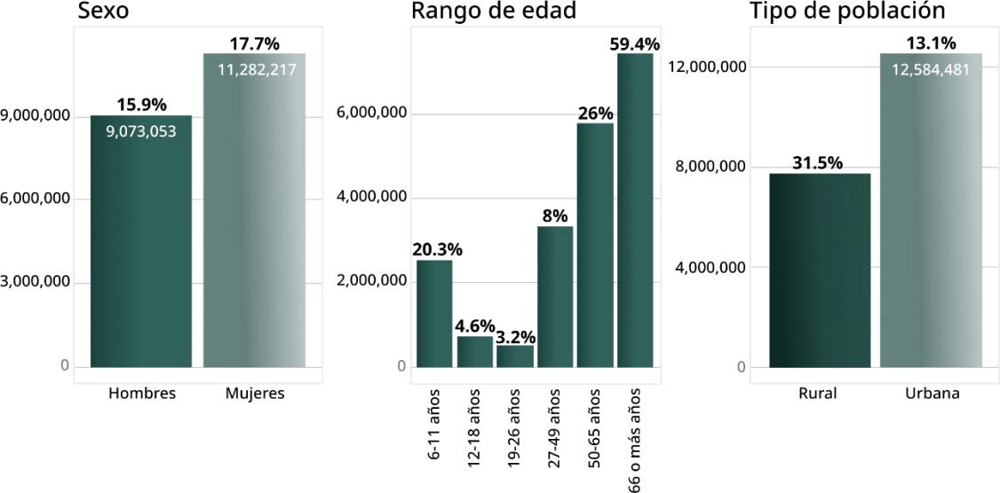 Sexo
17.7%
11,282,217
15.9%
9,073,053
9,000,000
6,000,000
3,000,000
0
Hombres
Mujeres
Rango de edad
59.4%
6,000,000
26%
4,000,000
8%
20.3%
2,000,000
4.6%
3.2%
0
6-11 años
12-18 años
19-26 años
27-49 años
50-65 años
66 o más años
Tipo de población
13.1%
12,584,481
12,000,000
31.5%
8,000,000
4,000,000
0
Rural
Urbana